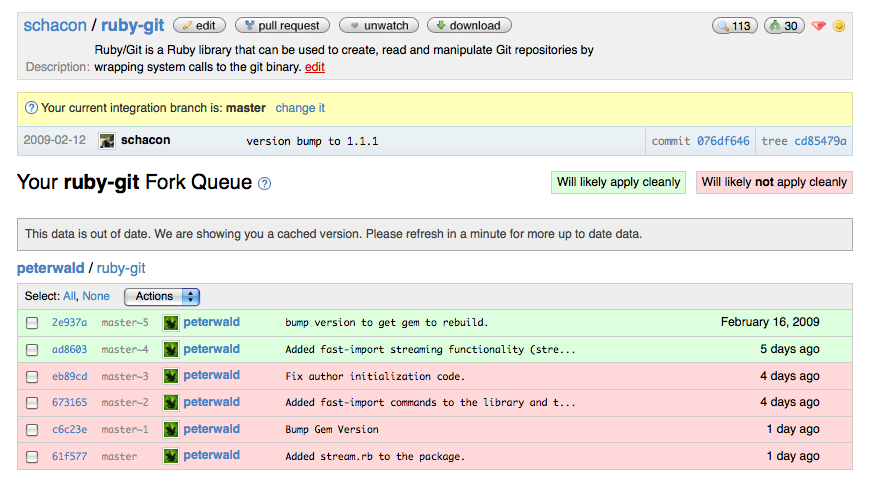 schacon / ruby-git edit pull request unwatch download 113 30
Ruby/Git is a Ruby library that can be used to create, read and manipulate Git repositories by
Description: wrapping system calls to the git binary. edit
? Your current integration branch is: master change it
2009-02-12 schacon version bump to 1.1.1 commit 076df646 tree cd85479a
Your ruby-git Fork Queue ? Will likely apply cleanly Will likely not apply cleanly
This data is out of date. We are showing you a cached version. Please refresh in a minute for more up to date data.
peterwald / ruby-git
Select: All, None Actions
2e937a master~5 peterwald bump version to get gem to rebuild. February 16, 2009
ad8603 master~4 peterwald Added fast-import streaming functionality (stre... 5 days ago
eb89cd master~3 peterwald Fix author initialization code. 4 days ago
673165 master~2 peterwald Added fast-import commands to the library and t... 4 days ago
c6c23e master~1 peterwald Bump Gem Version 1 day ago
61f577 master peterwald Added stream.rb to the package. 1 day ago